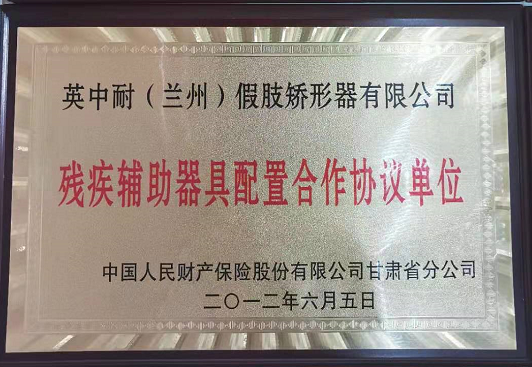 英中耐（兰州）假肢矫形器有限公司
残疾辅助器具配置合作协议单位
中国人民财产保险股份有限公司甘肃省分公司
二〇一二年六月五日